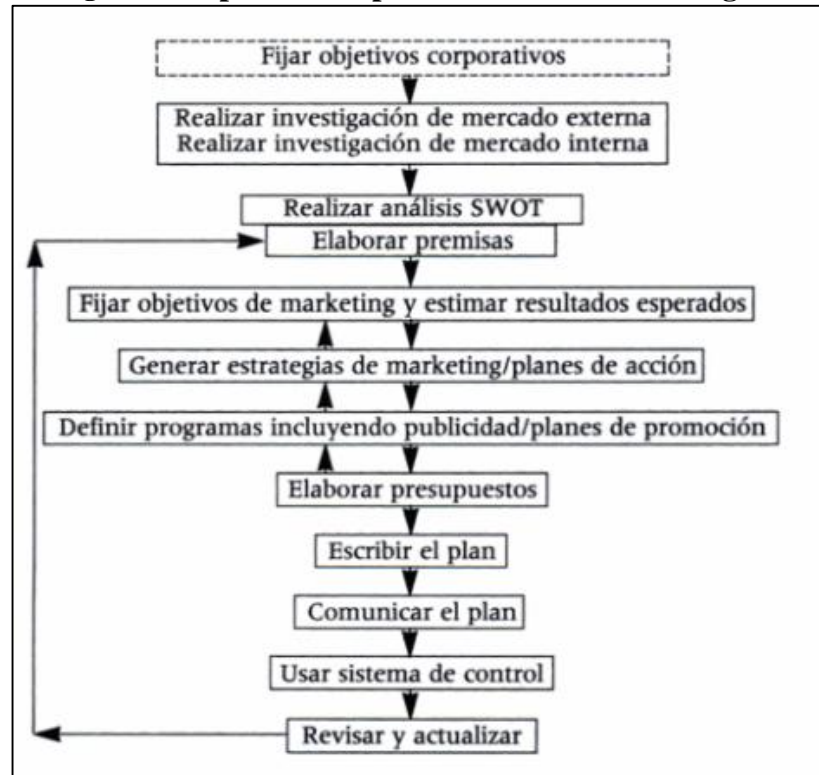 Fijar objetivos corporativos
Realizar investigación de mercado externa
Realizar investigación de mercado interna
Realizar análisis SWOT
Elaborar premisas
Fijar objetivos de marketing y estimar resultados esperados
Generar estrategias de marketing/planes de acción
Definir programas incluyendo publicidad/planes de promoción
Elaborar presupuestos
Escribir el plan
Comunicar el plan
Usar sistema de control
Revisar y actualizar